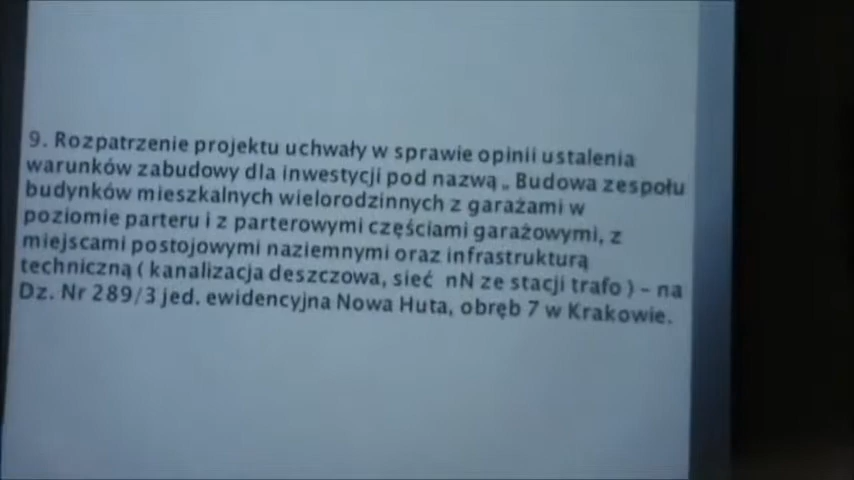 9. Rozpatrzenie projektu uchwały w sprawie opinii ustalenia
warunków zabudowy dla inwestycji pod nazwą „ Budowa zespołu
budynków mieszkalnych wielorodzinnych z garażami w
poziomie parteru i z parterowymi częściami garażowymi, z
miejscami postojowymi naziemnymi oraz infrastrukturą
techniczną ( kanalizacja deszczowa, sieć  nN ze stacji trafo ) – na
Dz. Nr 289/3 jed. ewidencyjna Nowa Huta, obręb 7 w Krakowie.